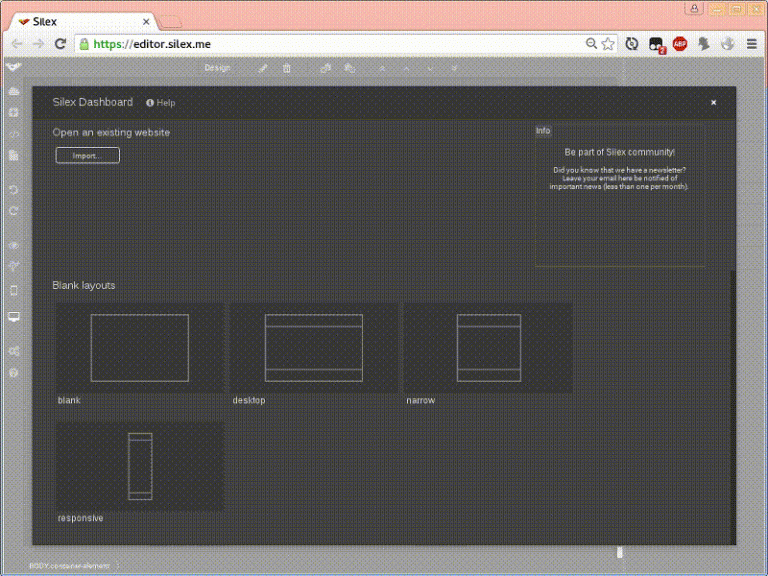 Silex
https://editor.silex.me
2
ABP
Design
Silex Dashboard
Help
Open an existing website
Import...
Info
Be part of Silex community!
Did you know that we have a newsletter?
Leave your email here be notified of
important news (less than one per month).
Blank layouts
blank
desktop
narrow
responsive
BODY.container-element